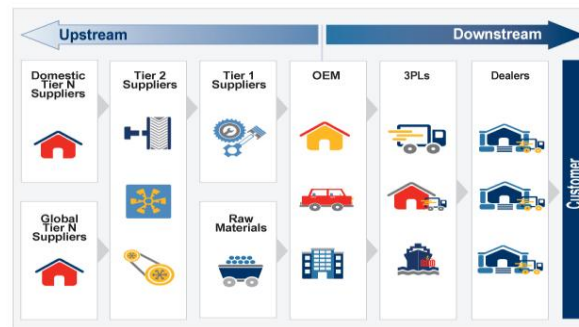 Upstream
Downstream
Domestic
Tier N
Suppliers
Tier 2
Suppliers
Tier 1
Suppliers
OEM
3PLs
Dealers
Global
Tier N
Suppliers
Raw
Materials
Customer